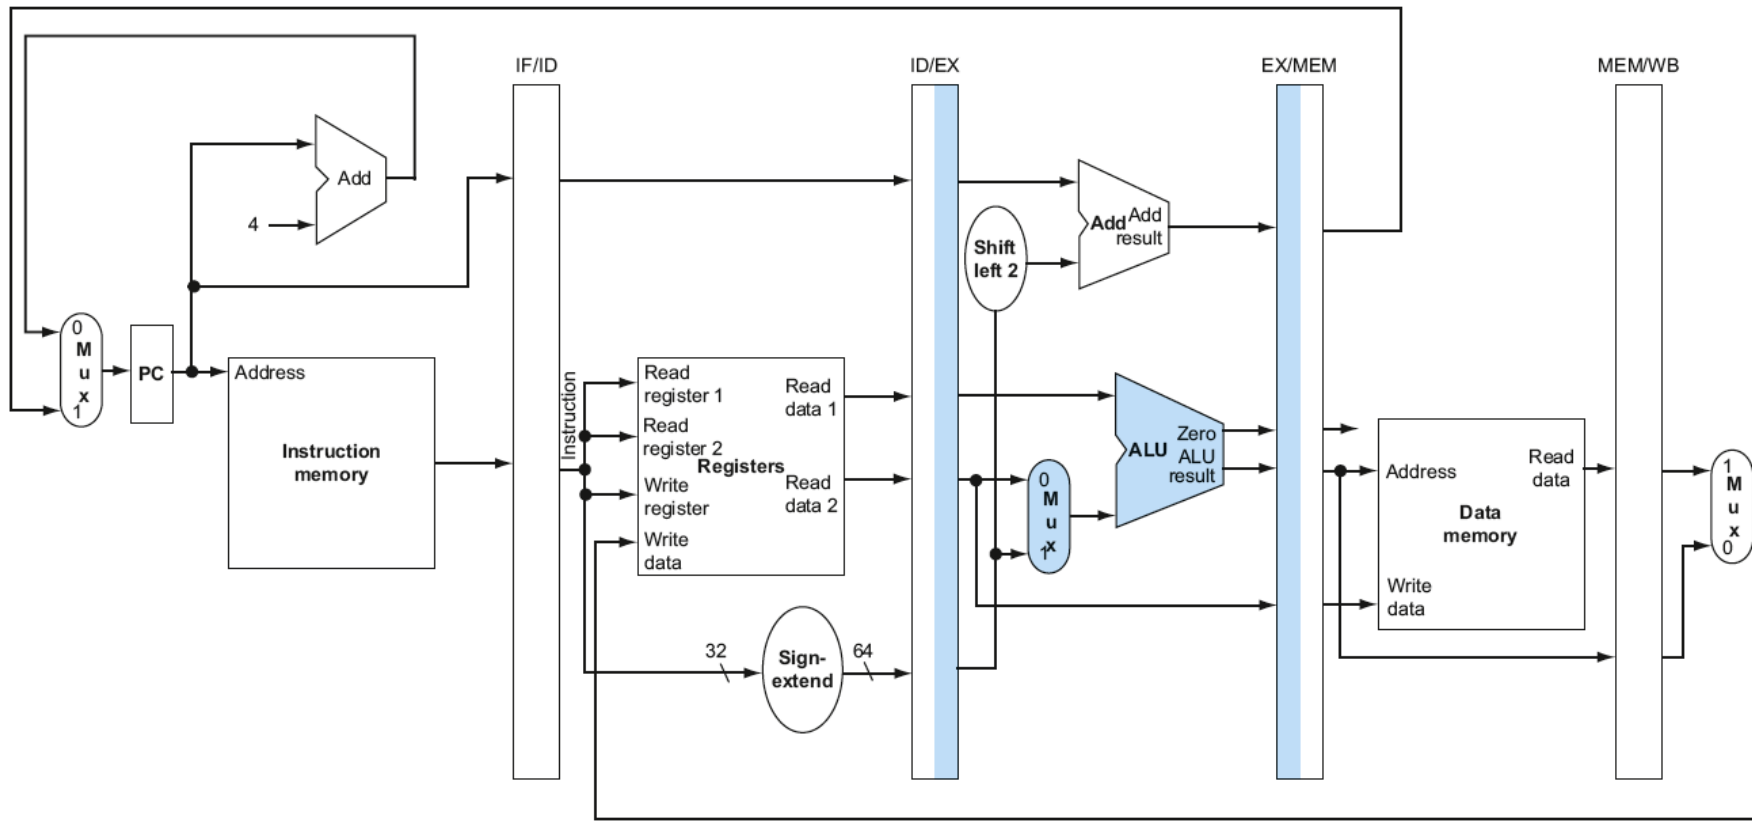 IF/ID
ID/EX
EX/MEM
MEM/WB
Add
4
Add
Add
result
Shift
left 2
0
M
u
x
1
PC
Address
Instruction
memory
Instruction
Read
register 1
Read
register 2
Write
register
Write
data
Registers
Read
data 1
Read
data 2
0
M
u
x
1
ALU
Zero
ALU
result
Address
Write
data
Data
memory
Read
data
1
M
u
x
0
32
Sign-
extend
64